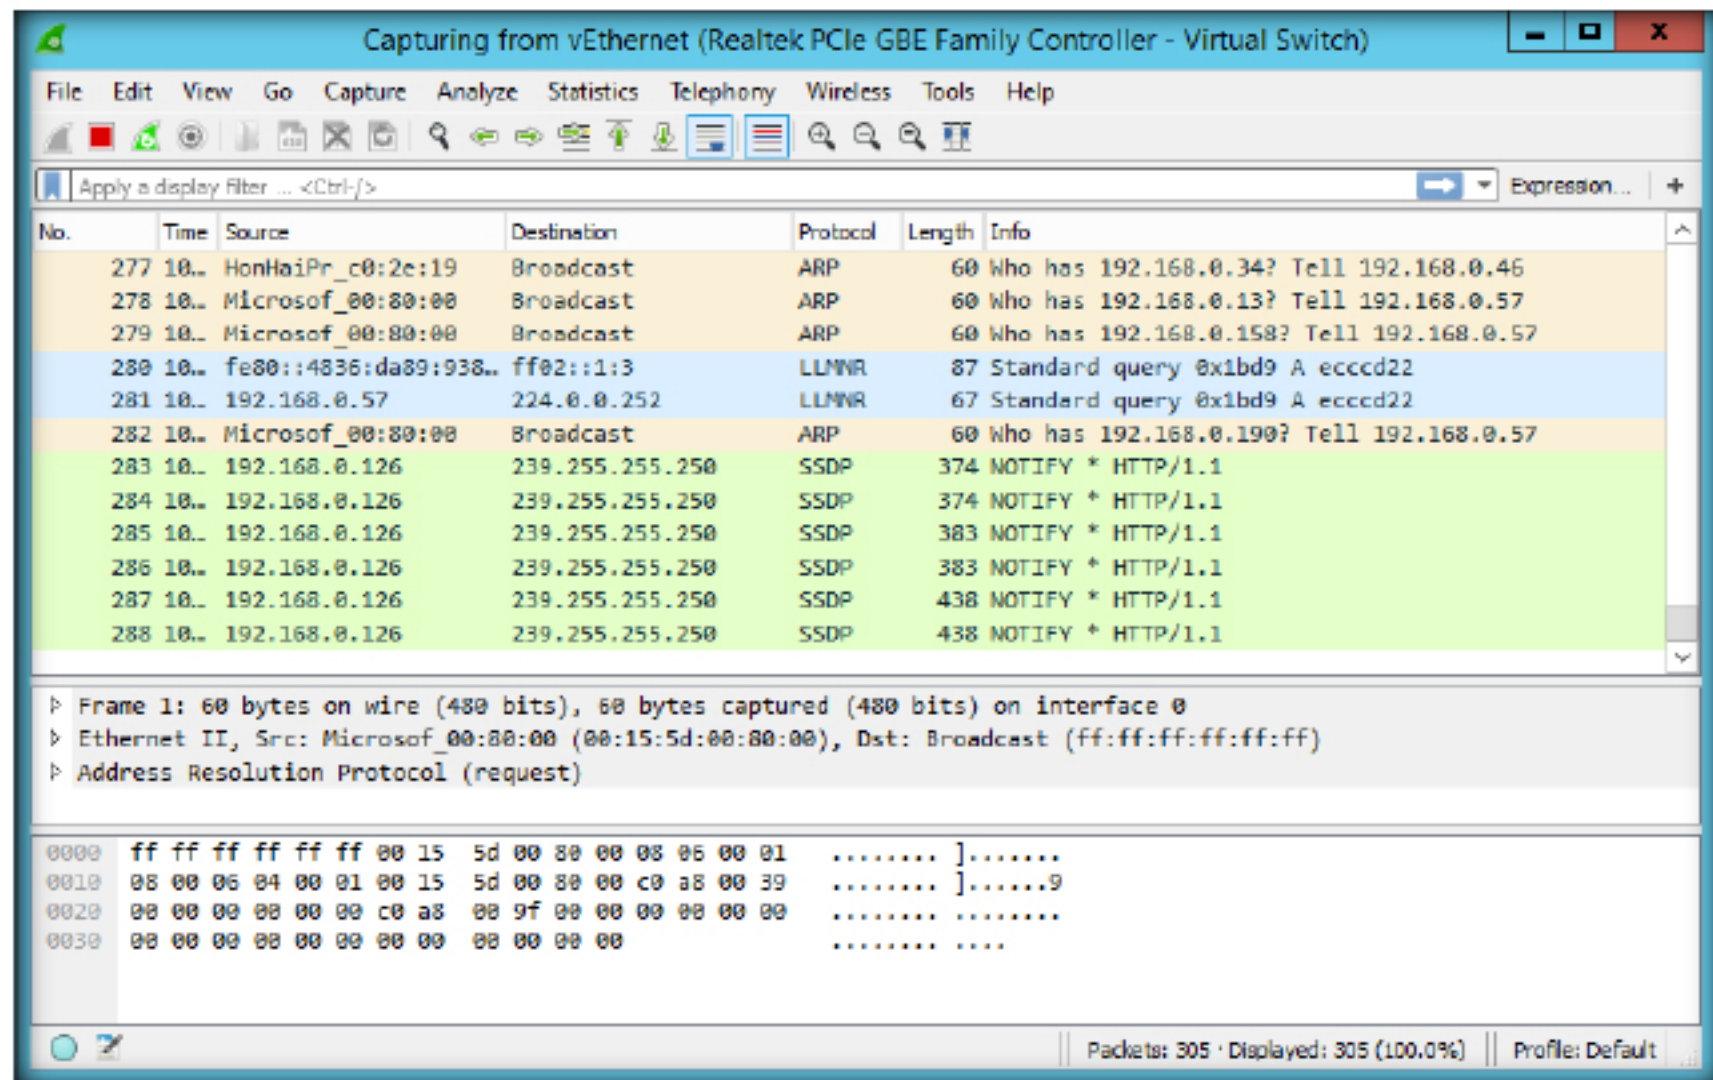 Capturing from vEthernet (Realtek PCIe GBE Family Controller - Virtual Switch)
File Edit View Go Capture Analyze Statistics Telephony Wireless Tools Help
Apply a display filter ... <Ctrl-/> Expression... +
No. Time Source Destination Protocol Length Info
277 10… HonHaiPr_c0:2e:19 Broadcast ARP 60 Who has 192.168.0.34? Tell 192.168.0.46
278 10… Microsof_00:80:00 Broadcast ARP 60 Who has 192.168.0.13? Tell 192.168.0.57
279 10… Microsof_00:80:00 Broadcast ARP 60 Who has 192.168.0.158? Tell 192.168.0.57
280 10… fe80::4836:da89:938… ff02::1:3 LLMNR 87 Standard query 0x1bd9 A ecccd22
281 10… 192.168.0.57 224.0.0.252 LLMNR 67 Standard query 0x1bd9 A ecccd22
282 10… Microsof_00:80:00 Broadcast ARP 60 Who has 192.168.0.190? Tell 192.168.0.57
283 10… 192.168.0.126 239.255.255.250 SSDP 374 NOTIFY * HTTP/1.1
284 10… 192.168.0.126 239.255.255.250 SSDP 374 NOTIFY * HTTP/1.1
285 10… 192.168.0.126 239.255.255.250 SSDP 383 NOTIFY * HTTP/1.1
286 10… 192.168.0.126 239.255.255.250 SSDP 383 NOTIFY * HTTP/1.1
287 10… 192.168.0.126 239.255.255.250 SSDP 438 NOTIFY * HTTP/1.1
288 10… 192.168.0.126 239.255.255.250 SSDP 438 NOTIFY * HTTP/1.1
Frame 1: 60 bytes on wire (480 bits), 60 bytes captured (480 bits) on interface 0
Ethernet II, Src: Microsof_00:80:00 (00:15:5d:00:80:00), Dst: Broadcast (ff:ff:ff:ff:ff:ff)
Address Resolution Protocol (request)
0000 ff ff ff ff ff ff 00 15 5d 00 80 00 08 06 00 01 ........ ].......
0010 08 00 06 04 00 01 00 15 5d 00 80 00 c0 a8 00 39 ........ ]......9
0020 00 00 00 00 00 00 c0 a8 00 9f 00 00 00 00 00 00 ........ ........
0030 00 00 00 00 00 00 00 00 00 00 00 00 ........ ....
Packets: 305 · Displayed: 305 (100.0%) Profile: Default